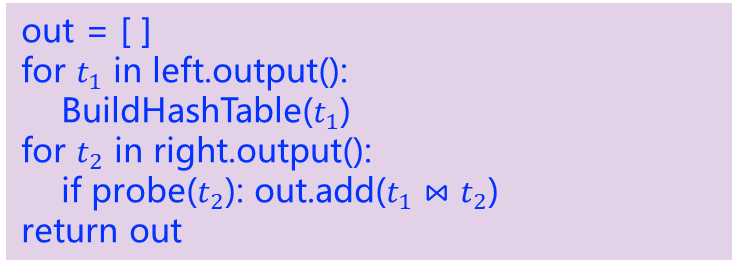 out = [ ]
for t₁ in left.output():
BuildHashTable(t₁)
for t₂ in right.output():
if probe(t₂): out.add(t₁ ⋈ t₂)
return out